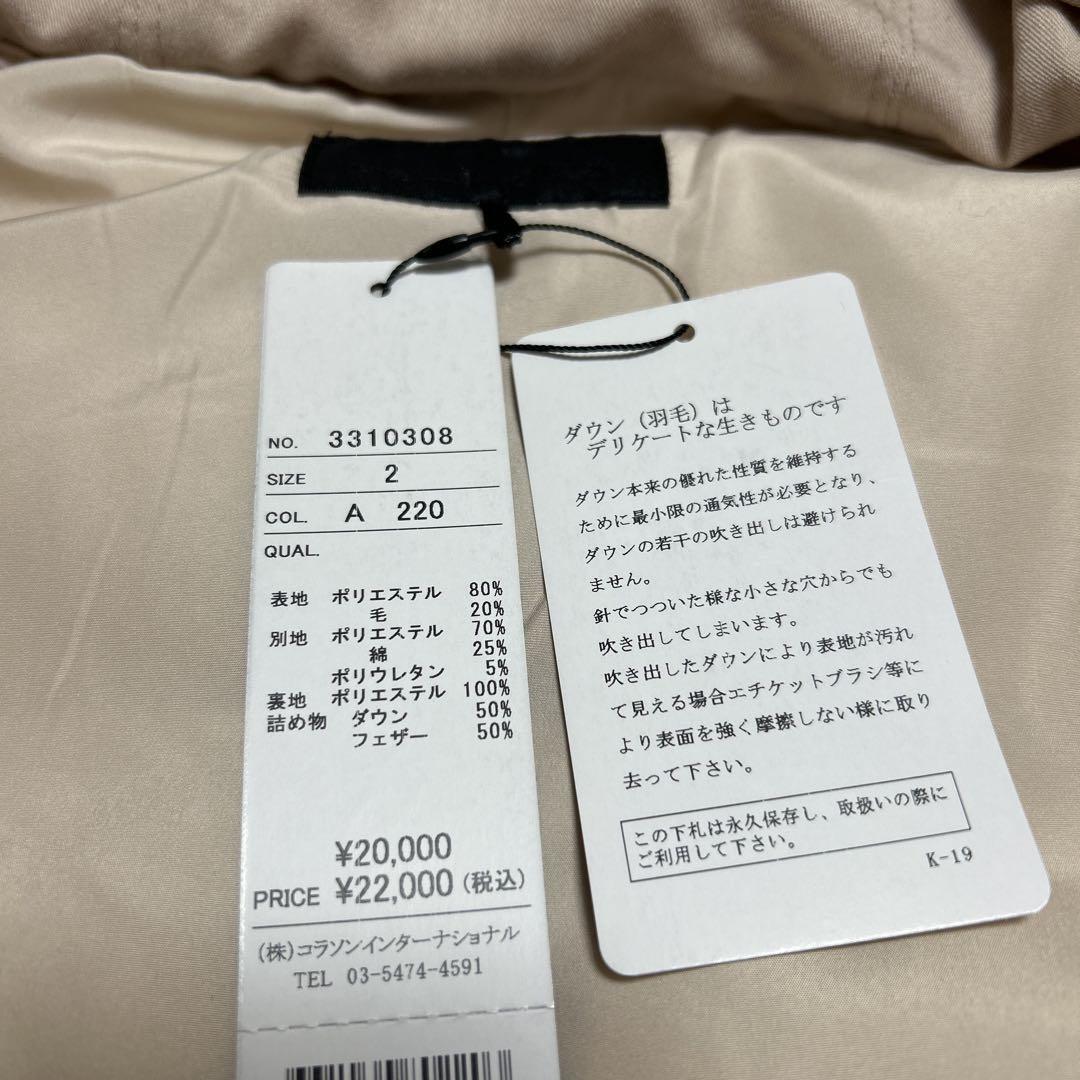 NO. 3310308
SIZE 2
COL. A 220
QUAL.
表地 ポリエステル 80%
毛 20%
別地 ポリエステル 70%
綿 25%
ポリウレタン 5%
裏地 ポリエステル 100%
詰め物 ダウン 50%
フェザー 50%
¥20,000
PRICE ¥22,000(税込)
(株)コラソンインターナショナル
TEL 03-5474-4591
ダウン(羽毛)は
デリケートな生きものです
ダウン本来の優れた性質を維持する
ために最小限の通気性が必要となり、
ダウンの若干の吹き出しは避けられ
ません。
針でつついた様な小さな穴からでも
吹き出してしまいます。
吹き出したダウンにより表地が汚れ
て見える場合エチケットブラシ等に
より表面を強く摩擦しない様に取り
去って下さい。
この下札は永久保存し、取扱いの際に
ご利用して下さい。
K-19